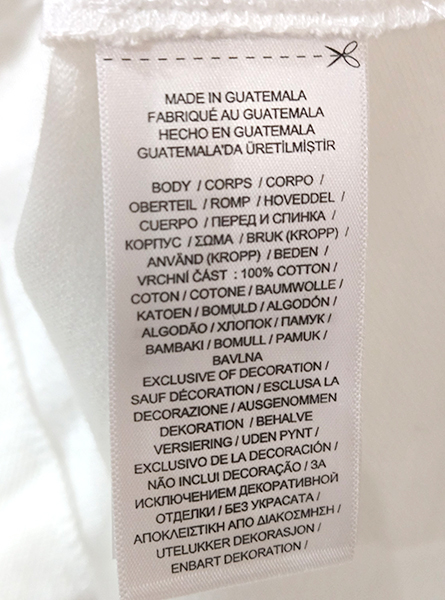 MADE IN GUATEMALA
FABRIQUÉ AU GUATEMALA
HECHO EN GUATEMALA
GUATEMALA'DA ÜRETİLMİŞTİR
BODY / CORPS / CORPO /
OBERTEIL / ROMP / HOVEDDEL /
CUERPO / ПЕРЕД И СПИНКА /
КОРПУС / ΣΩΜΑ / BRUK (KROPP) /
ANVÄND (KROPP) / BEDEN /
VRCHNÍ ČÁST : 100% COTTON /
COTON / COTONE / BAUMWOLLE /
KATOEN / BOMULD / ALGODÓN /
ALGODÃO / ХЛОПОК / ПАМУК /
BAMBAKI / BOMULL / PAMUK /
BAVLNA
EXCLUSIVE OF DECORATION /
SAUF DÉCORATION / ESCLUSA LA
DECORAZIONE / AUSGENOMMEN
DEKORATION / BEHALVE
VERSIERING / UDEN PYNT /
EXCLUSIVO DE LA DECORACIÓN /
NÃO INCLUI DECORAÇÃO / ЗА
ИСКЛЮЧЕНИЕМ ДЕКОРАТИВНОЙ
ОТДЕЛКИ / БЕЗ УКРАСАТА /
ΑΠΟΚΛΕΙΣΤΙΚΗ ΑΠΟ ΔΙΑΚΟΣΜΗΣΗ /
UTELUKKER DEKORASJON /
ENBART DEKORATION /